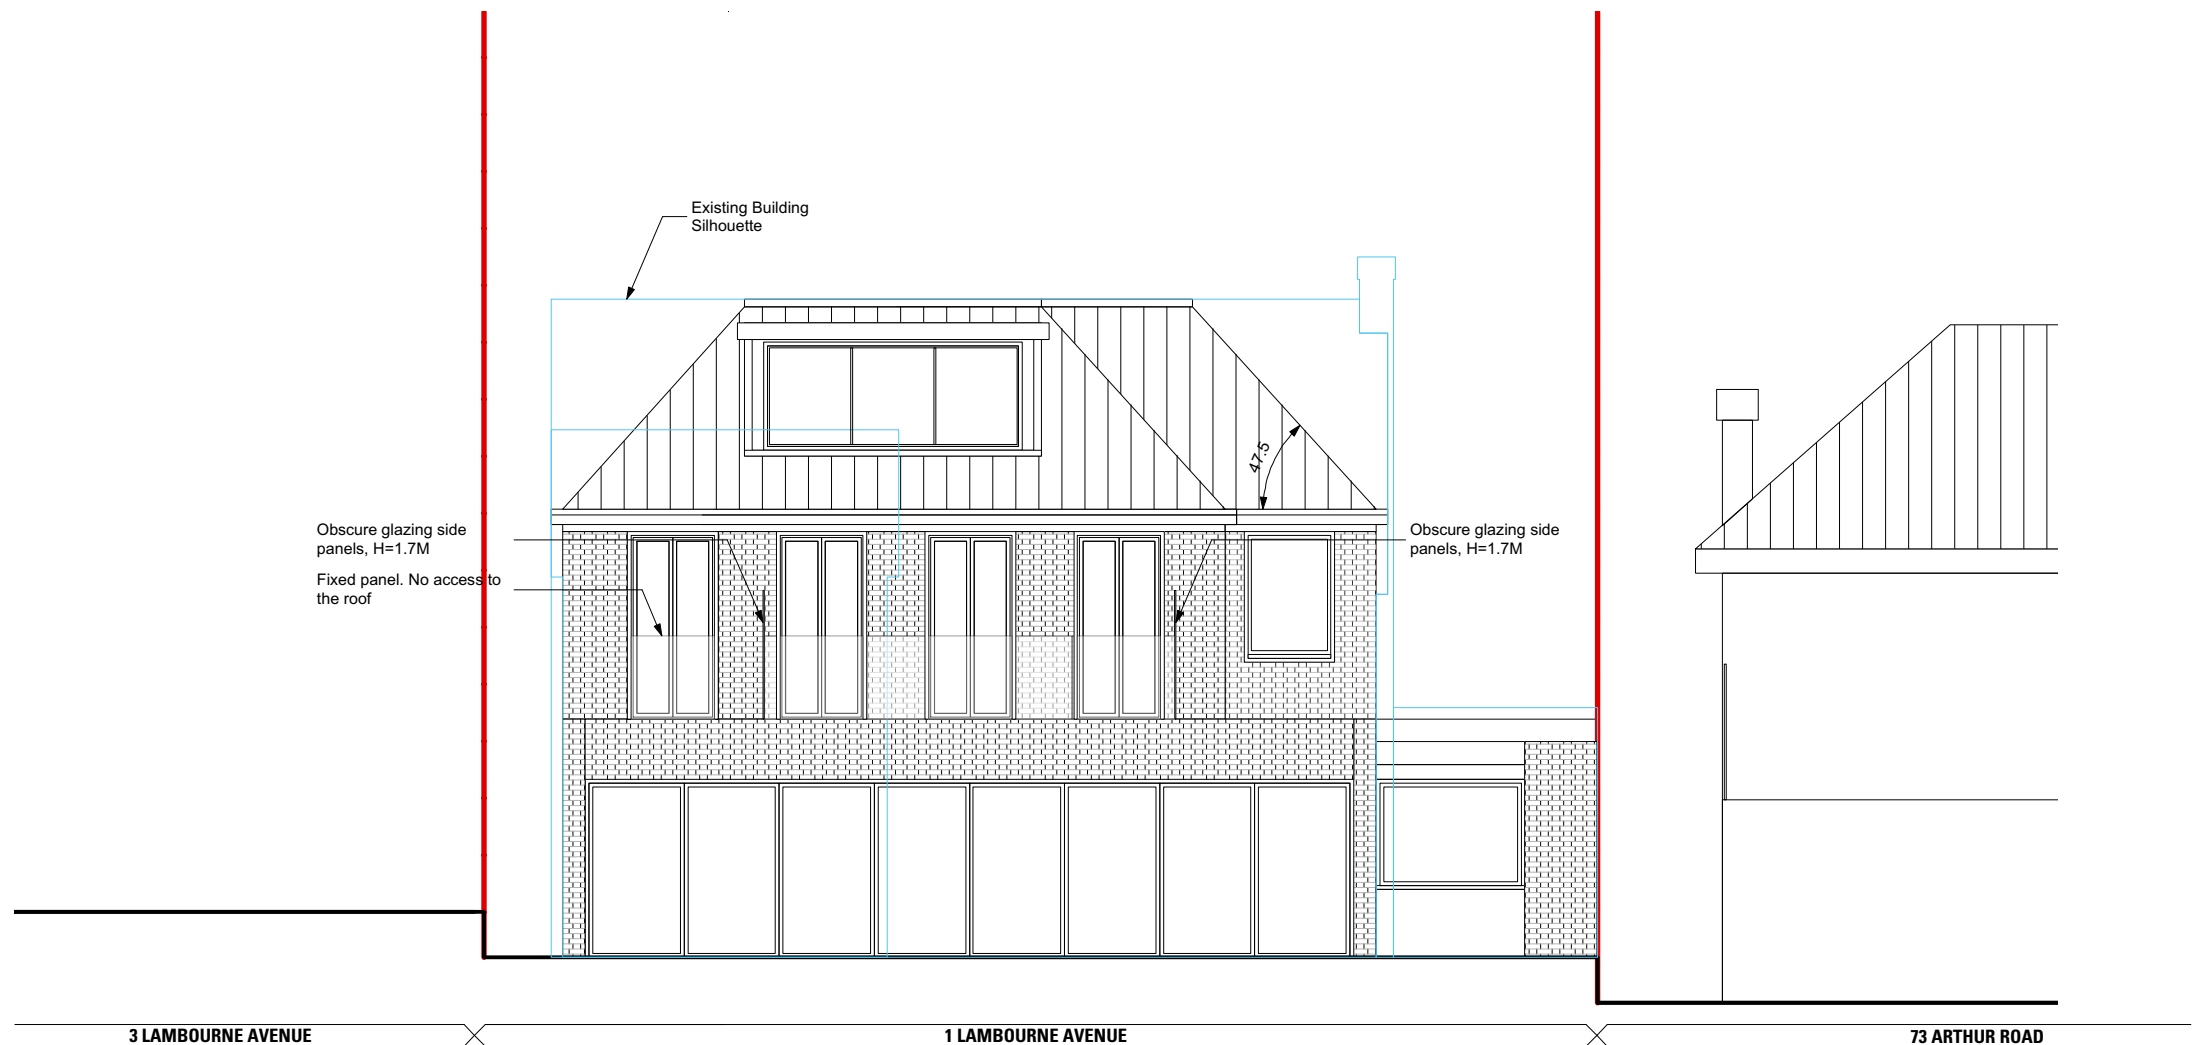 Existing Building
Silhouette
47.5
Obscure glazing side
panels, H=1.7M
Fixed panel. No access to
the roof
Obscure glazing side
panels, H=1.7M
3 LAMBOURNE AVENUE
1 LAMBOURNE AVENUE
73 ARTHUR ROAD